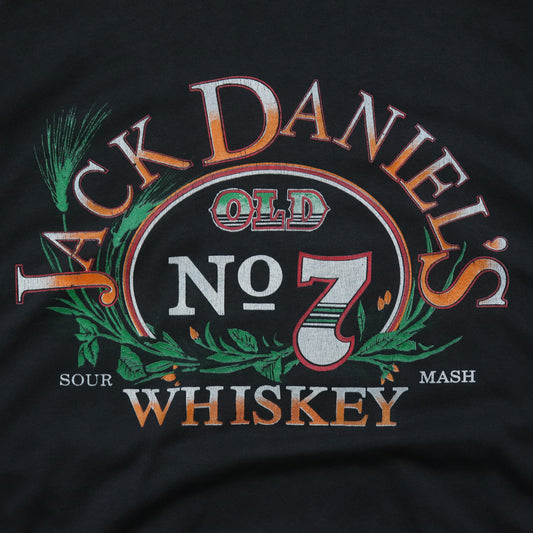 JACK DANIEL'S
OLD
No 7
SOUR MASH
WHISKEY